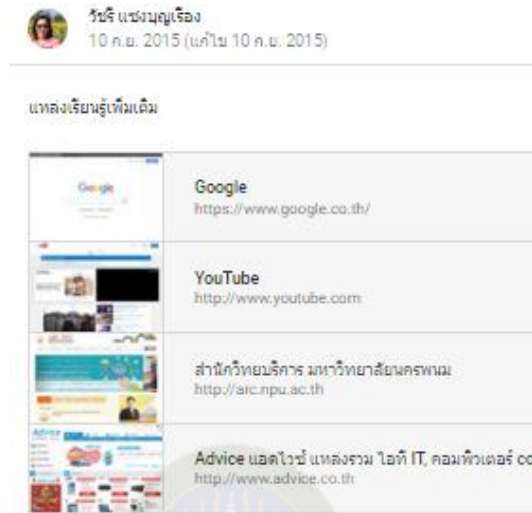 วัชรี แซงบุญเรือง
10 ก.ย. 2015 (แก้ไข 10 ก.ย. 2015)
แหล่งเรียนรู้เพิ่มเติม
Google
Google
https://www.google.co.th/
YouTube
http://www.youtube.com
สำนักวิทยบริการ มหาวิทยาลัยนครพนม
http://arc.npu.ac.th
Advice
Advice แอดไวซ์ แหล่งรวม ไอที IT, คอมพิวเตอร์ co
http://www.advice.co.th